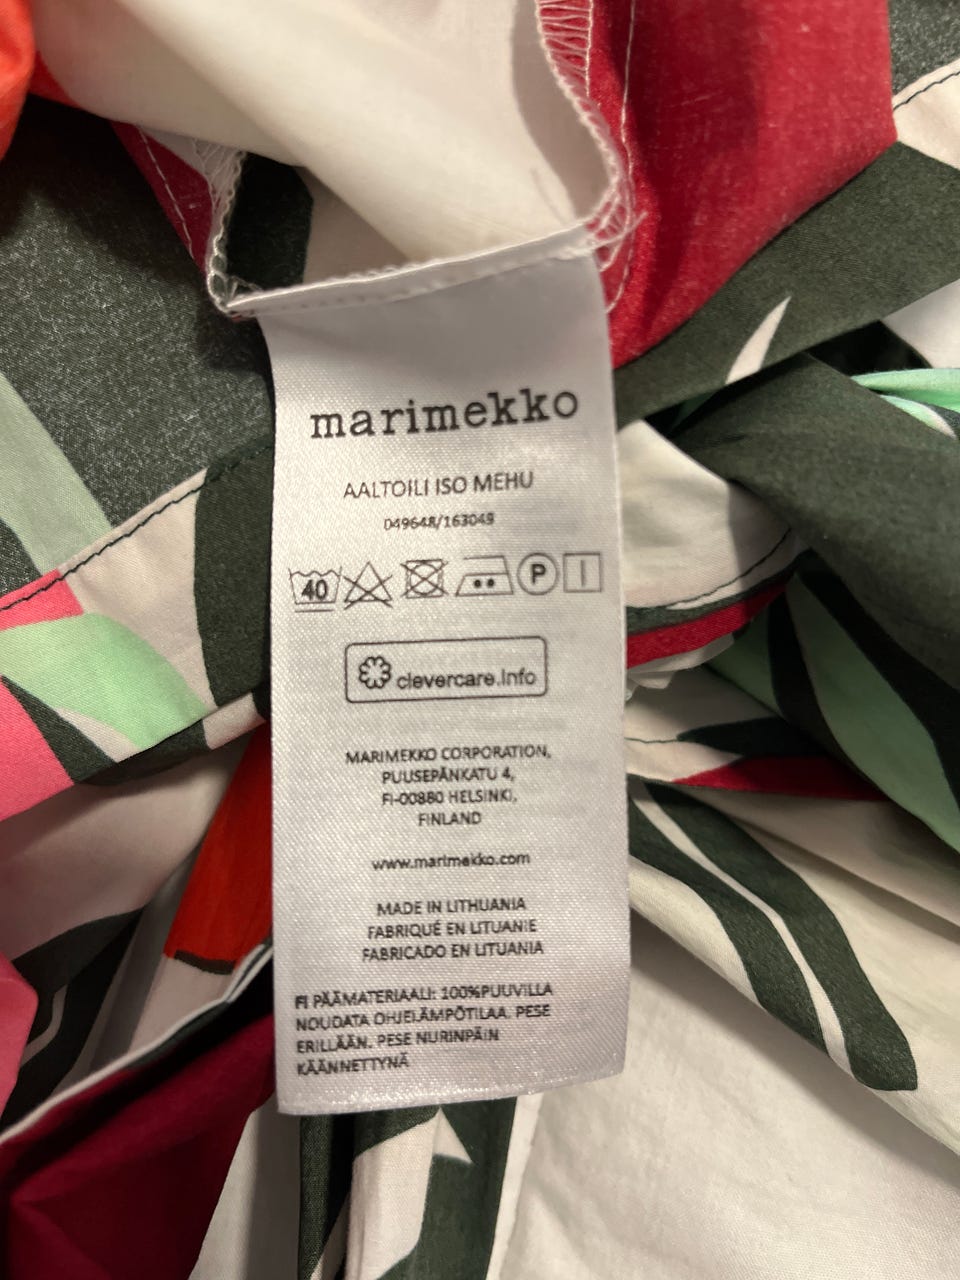 marimekko
AALTOILI ISO MEHU
049648/163049
40 P
clevercare.info
MARIMEKKO CORPORATION,
PUUSEPÄNKATU 4,
FI-00880 HELSINKI,
FINLAND
www.marimekko.com
MADE IN LITHUANIA
FABRIQUÉ EN LITUANIE
FABRICADO EN LITUANIA
FI PÄÄMATERIAALI: 100%PUUVILLA
NOUDATA OHJELÄMPÖTILAA. PESE
ERILLÄÄN. PESE NURINPÄIN
KÄÄNNETTYNÄ